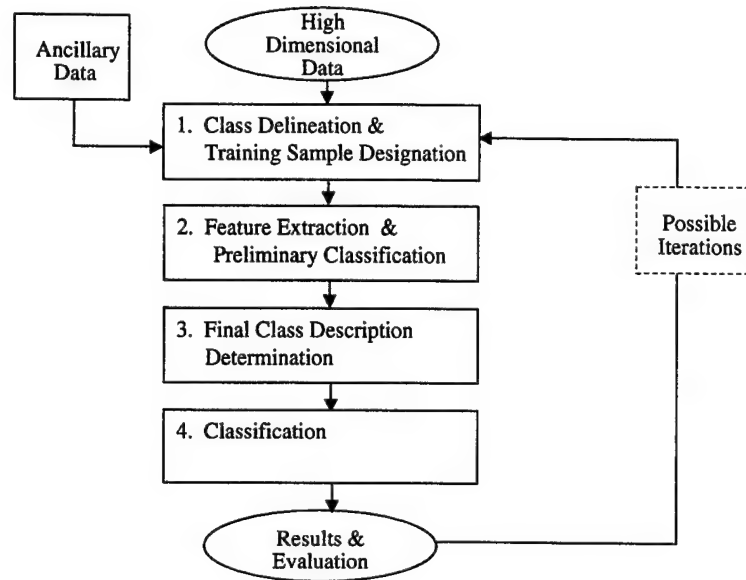 Ancillary
Data
High
Dimensional
Data
1. Class Delineation &
Training Sample Designation
2. Feature Extraction &
Preliminary Classification
Possible
Iterations
3. Final Class Description
Determination
4. Classification
Results &
Evaluation